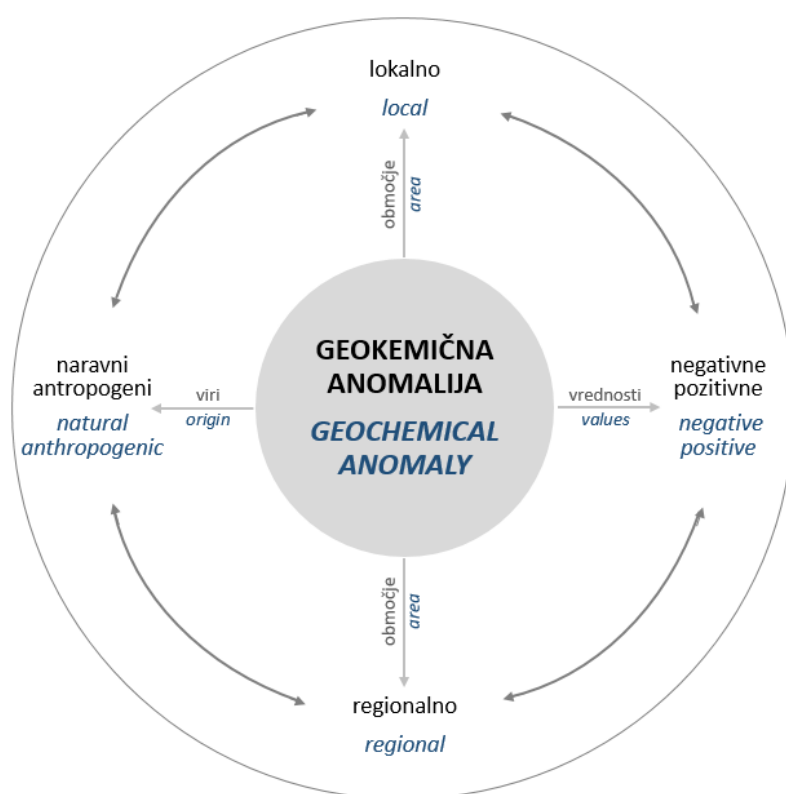 lokalno
local
območje
area
naravni
antropogeni
natural
anthropogenic
viri
origin
GEOKEMIČNA
ANOMALIJA
GEOCHEMICAL
ANOMALY
vrednosti
values
negativne
pozitivne
negative
positive
območje
area
regionalno
regional